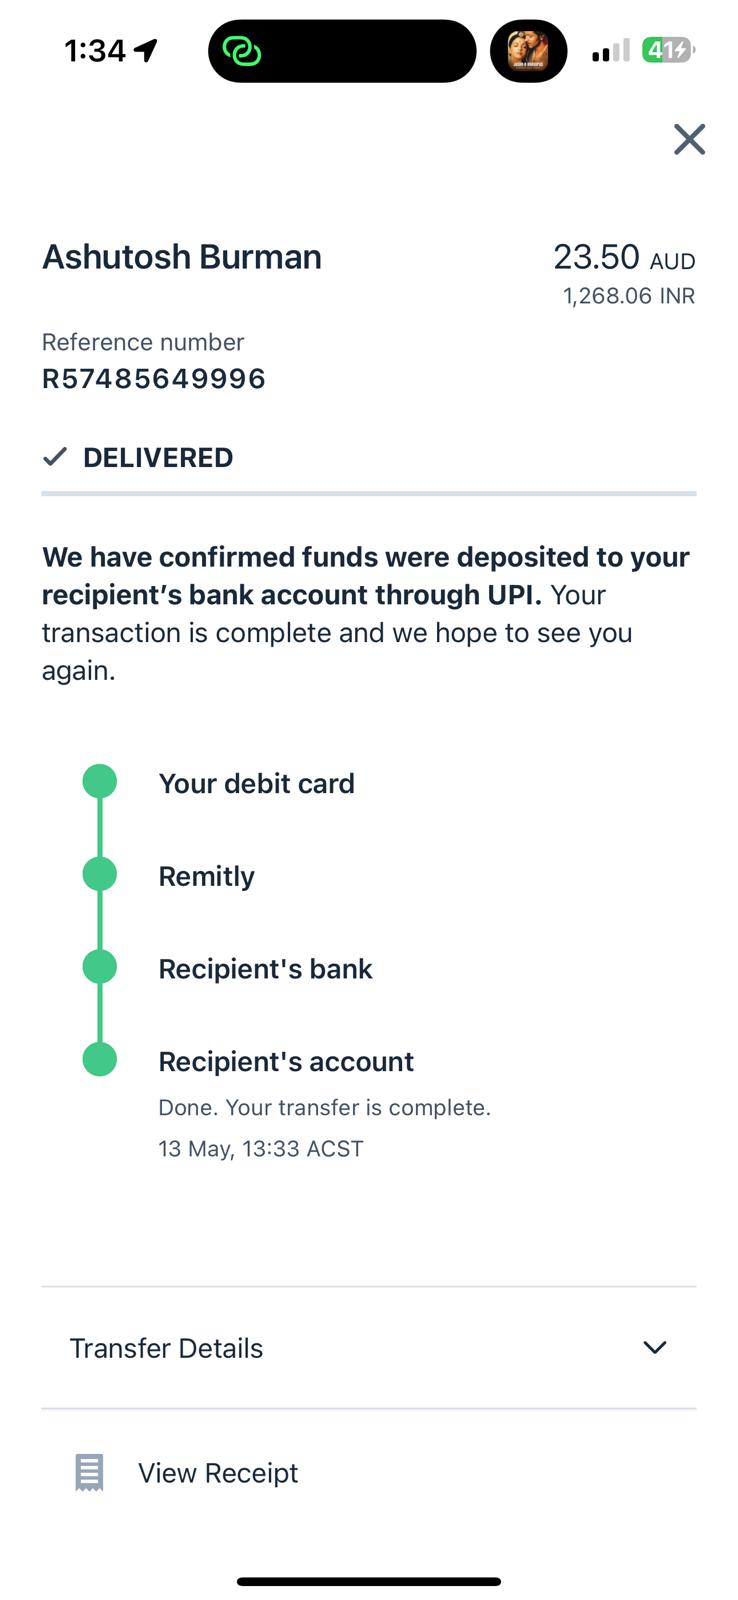 1:34
41
Ashutosh Burman
23.50 AUD
1,268.06 INR
Reference number
R57485649996
DELIVERED
We have confirmed funds were deposited to your
recipient’s bank account through UPI. Your
transaction is complete and we hope to see you
again.
Your debit card
Remitly
Recipient's bank
Recipient's account
Done. Your transfer is complete.
13 May, 13:33 ACST
Transfer Details
View Receipt